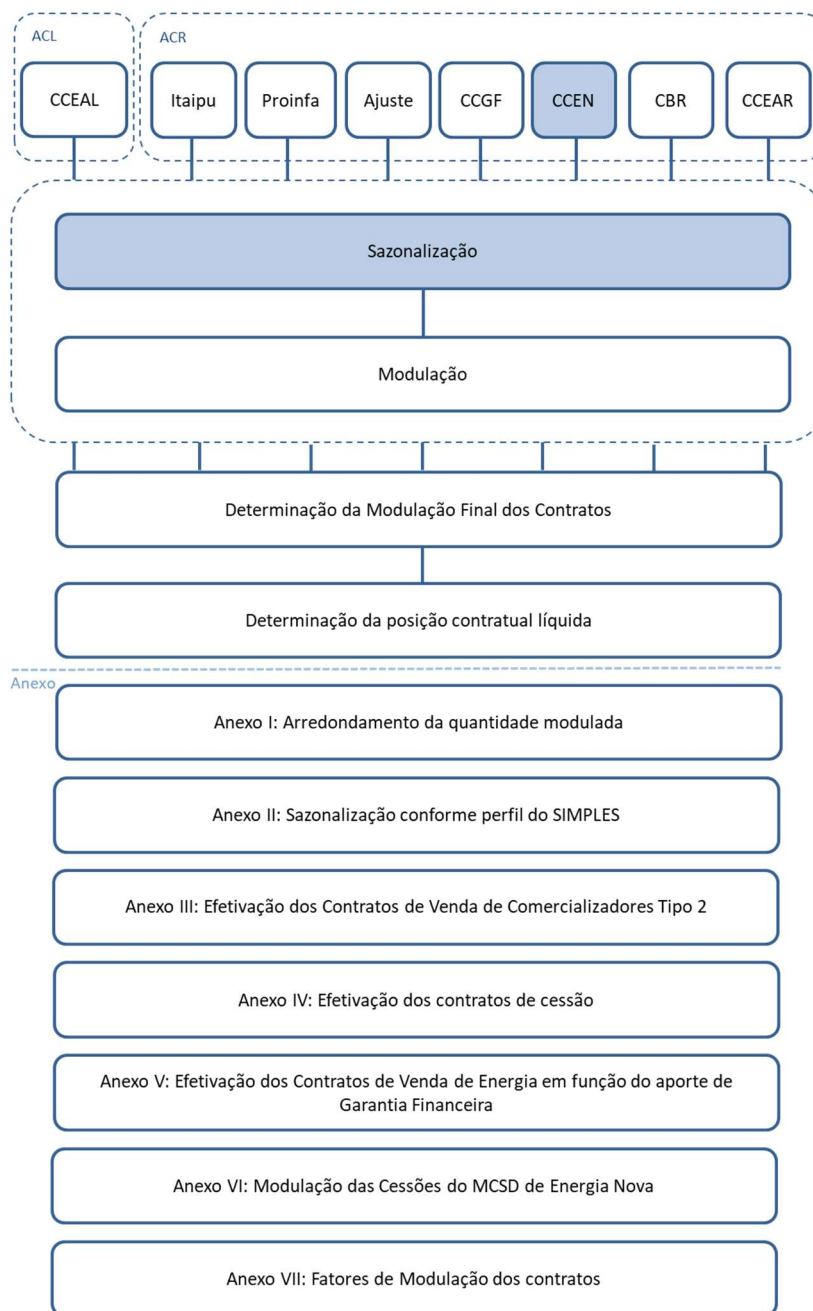 ACL
ACR
CCEAL
Itaipu
Proinfa
Ajuste
CCGF
CCEN
CBR
CCEAR
Sazonalização
Modulação
Determinação da Modulação Final dos Contratos
Determinação da posição contratual líquida
Anexo
Anexo I: Arredondamento da quantidade modulada
Anexo II: Sazonalização conforme perfil do SIMPLES
Anexo III: Efetivação dos Contratos de Venda de Comercializadores Tipo 2
Anexo IV: Efetivação dos contratos de cessão
Anexo V: Efetivação dos Contratos de Venda de Energia em função do aporte de
Garantia Financeira
Anexo VI: Modulação das Cessões do MCSD de Energia Nova
Anexo VII: Fatores de Modulação dos contratos